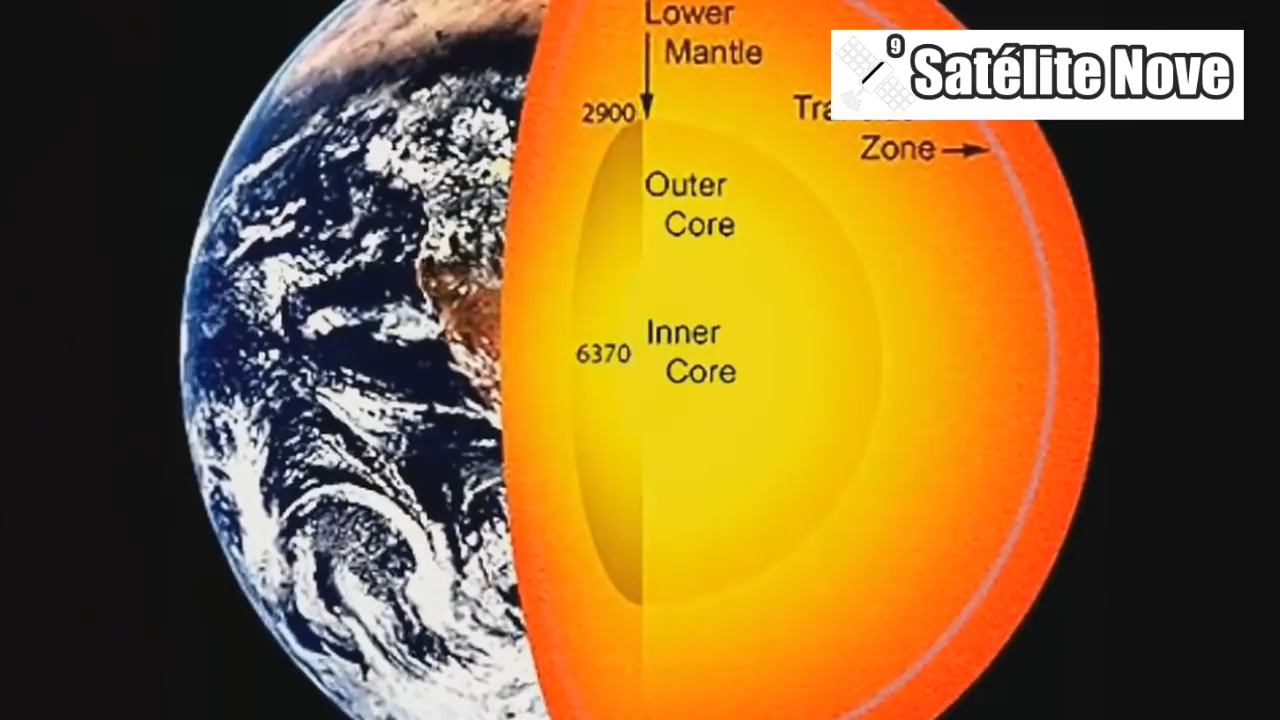 Lower
Mantle
9
Satélite Nove
2900
Zone
Outer
Core
Inner
6370
Core